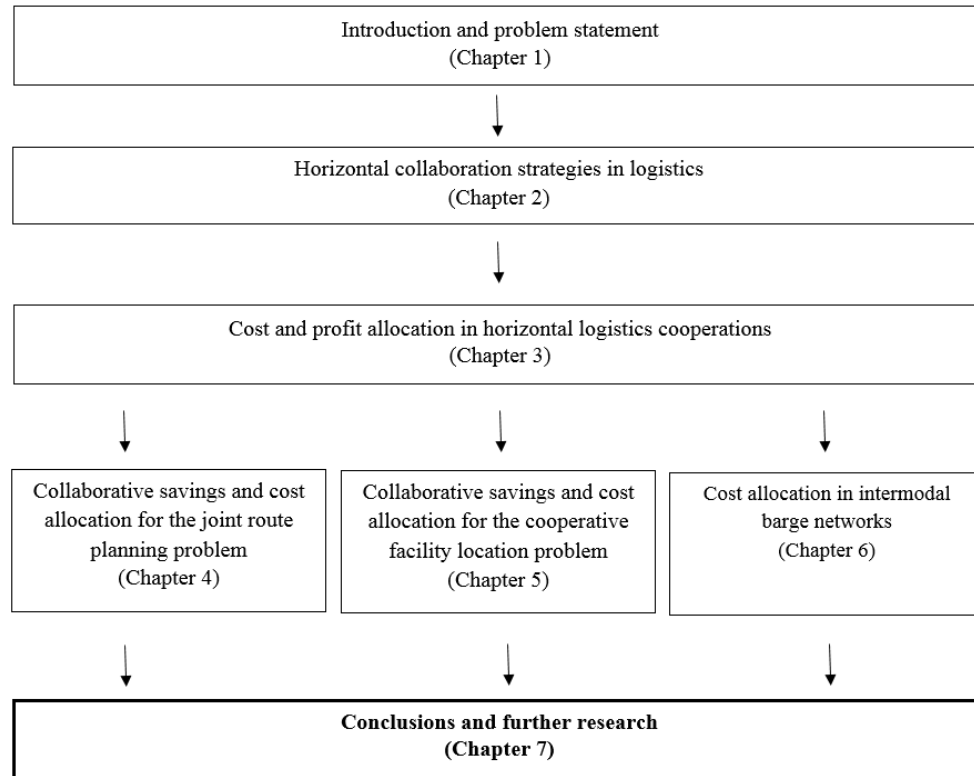 Introduction and problem statement
(Chapter 1)
Horizontal collaboration strategies in logistics
(Chapter 2)
Cost and profit allocation in horizontal logistics cooperations
(Chapter 3)
Collaborative savings and cost
allocation for the joint route
planning problem
(Chapter 4)
Collaborative savings and cost
allocation for the cooperative
facility location problem
(Chapter 5)
Cost allocation in intermodal
barge networks
(Chapter 6)
Conclusions and further research
(Chapter 7)